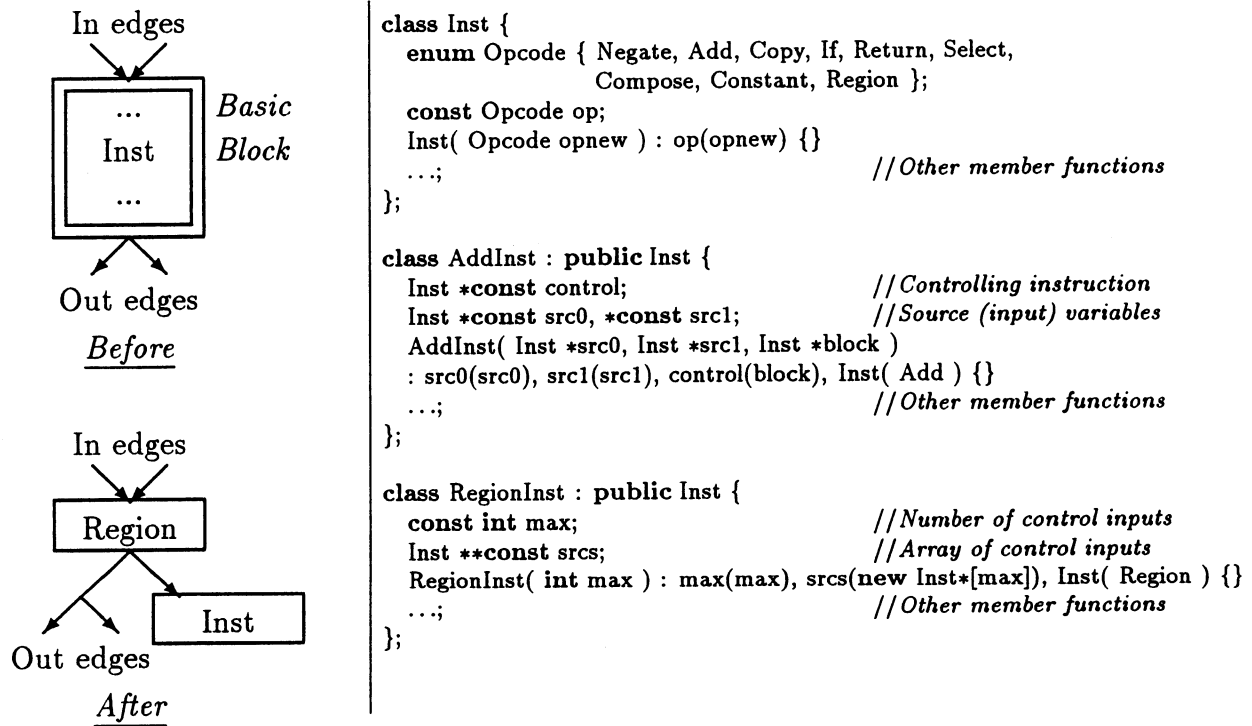 In edges
...
Inst
...
Basic
Block
Out edges
Before
In edges
Region
Inst
Out edges
After
class Inst {
enum Opcode { Negate, Add, Copy, If, Return, Select,
Compose, Constant, Region };
const Opcode op;
Inst( Opcode opnew ) : op(opnew) {}
...; //Other member functions
};
class AddInst : public Inst {
Inst *const control; //Controlling instruction
Inst *const src0, *const src1; //Source (input) variables
AddInst( Inst *src0, Inst *src1, Inst *block )
: src0(src0), src1(src1), control(block), Inst( Add ) {}
...; //Other member functions
};
class RegionInst : public Inst {
const int max; //Number of control inputs
Inst **const srcs; //Array of control inputs
RegionInst( int max ) : max(max), srcs(new Inst*[max]), Inst( Region ) {}
...; //Other member functions
};